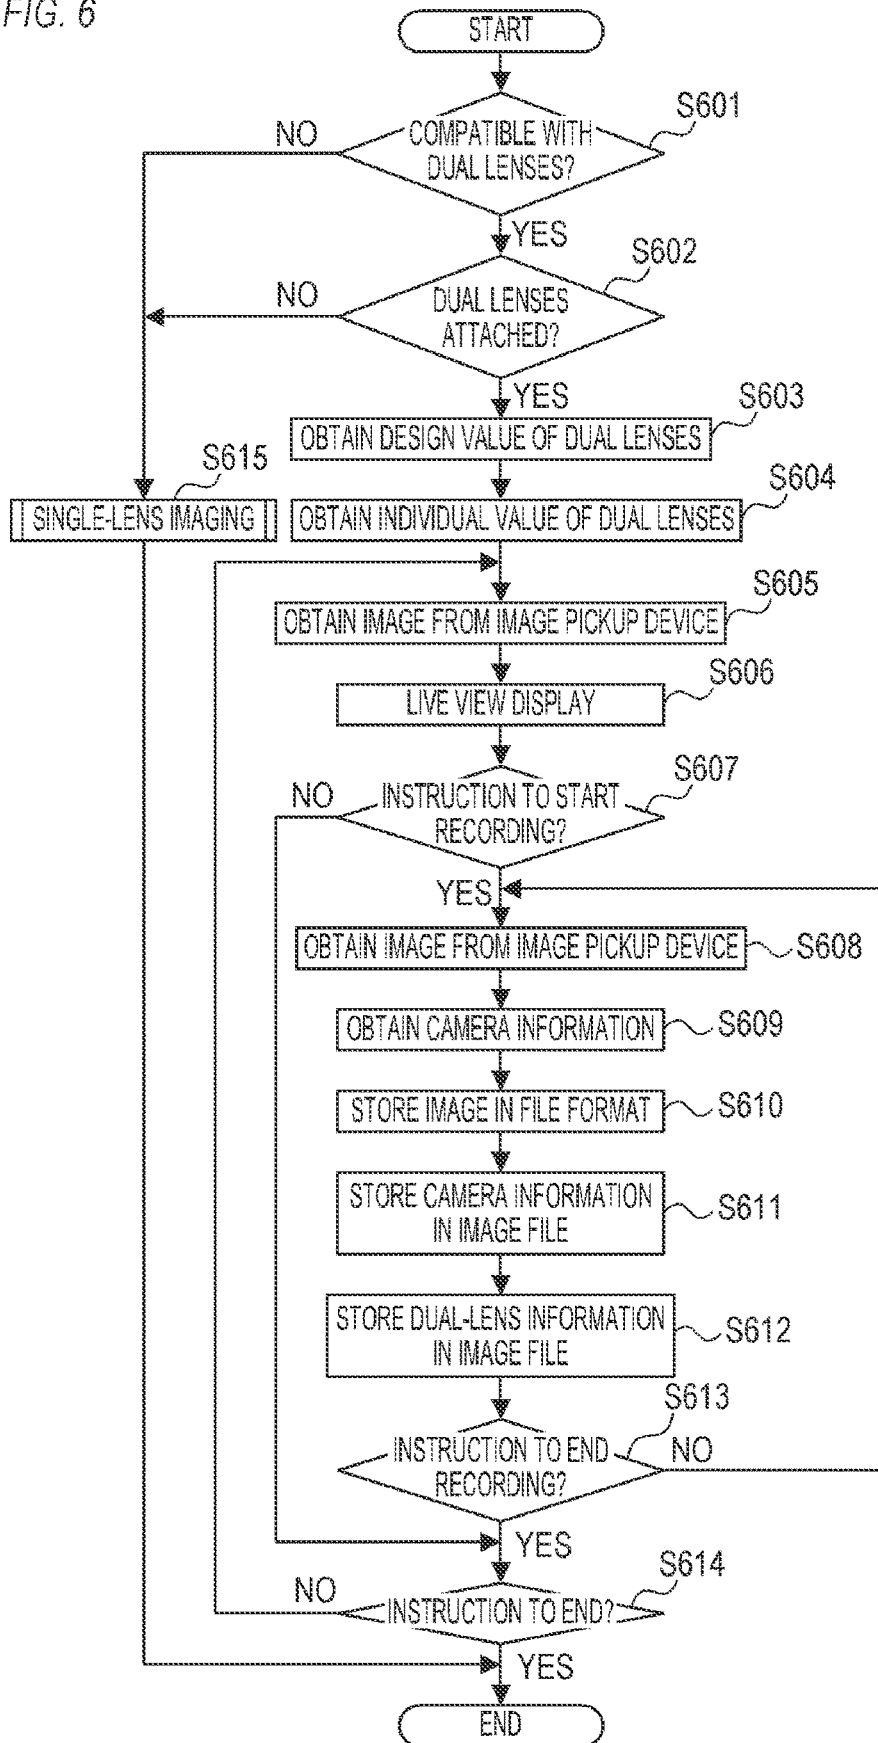 FIG. 6
START
S601
NO
COMPATIBLE WITH
DUAL LENSES?
YES
S602
NO
DUAL LENSES
ATTACHED?
YES
S603
OBTAIN DESIGN VALUE OF DUAL LENSES
S615
S604
SINGLE-LENS IMAGING
OBTAIN INDIVIDUAL VALUE OF DUAL LENSES
S605
OBTAIN IMAGE FROM IMAGE PICKUP DEVICE
S606
LIVE VIEW DISPLAY
S607
NO
INSTRUCTION TO START
RECORDING?
YES
OBTAIN IMAGE FROM IMAGE PICKUP DEVICE
S608
OBTAIN CAMERA INFORMATION
S609
STORE IMAGE IN FILE FORMAT
S610
STORE CAMERA INFORMATION
IN IMAGE FILE
S611
STORE DUAL-LENS INFORMATION
IN IMAGE FILE
S612
S613
INSTRUCTION TO END
RECORDING?
NO
YES
S614
NO
INSTRUCTION TO END?
YES
END